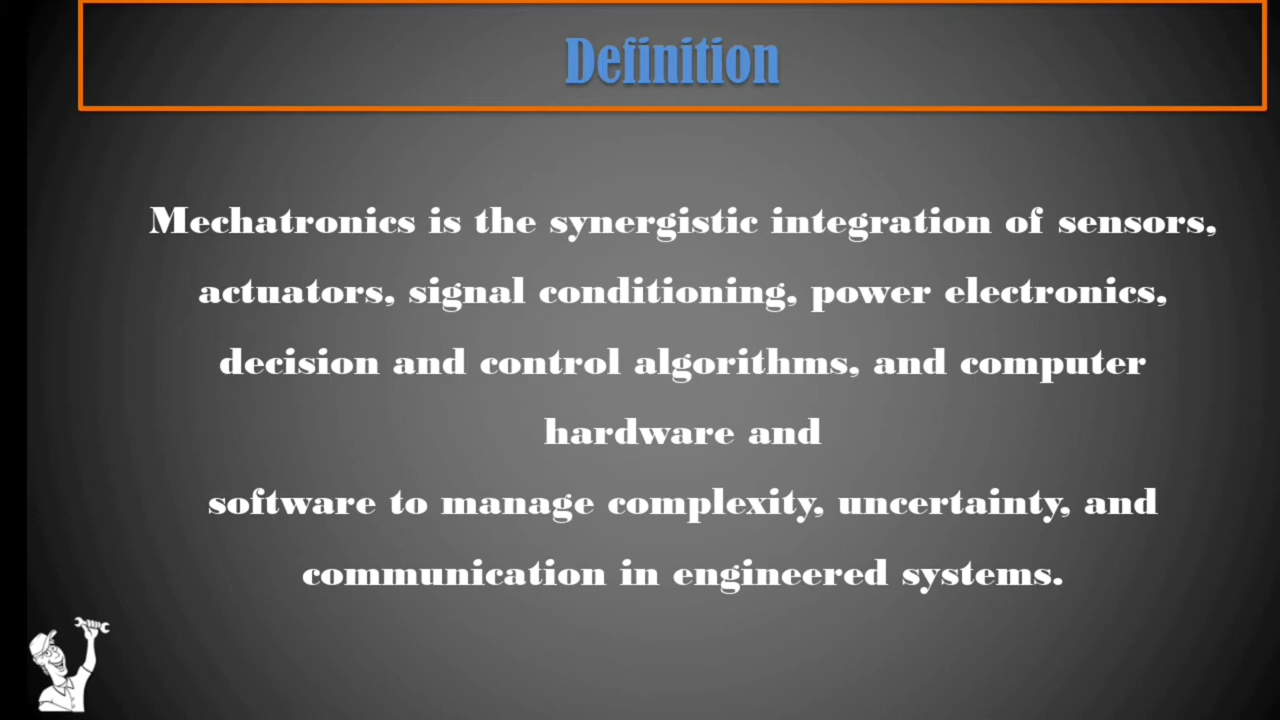 Definition
Mechatronics is the synergistic integration of sensors,
actuators, signal conditioning, power electronics,
decision and control algorithms, and computer
hardware and
software to manage complexity, uncertainty, and
communication in engineered systems.